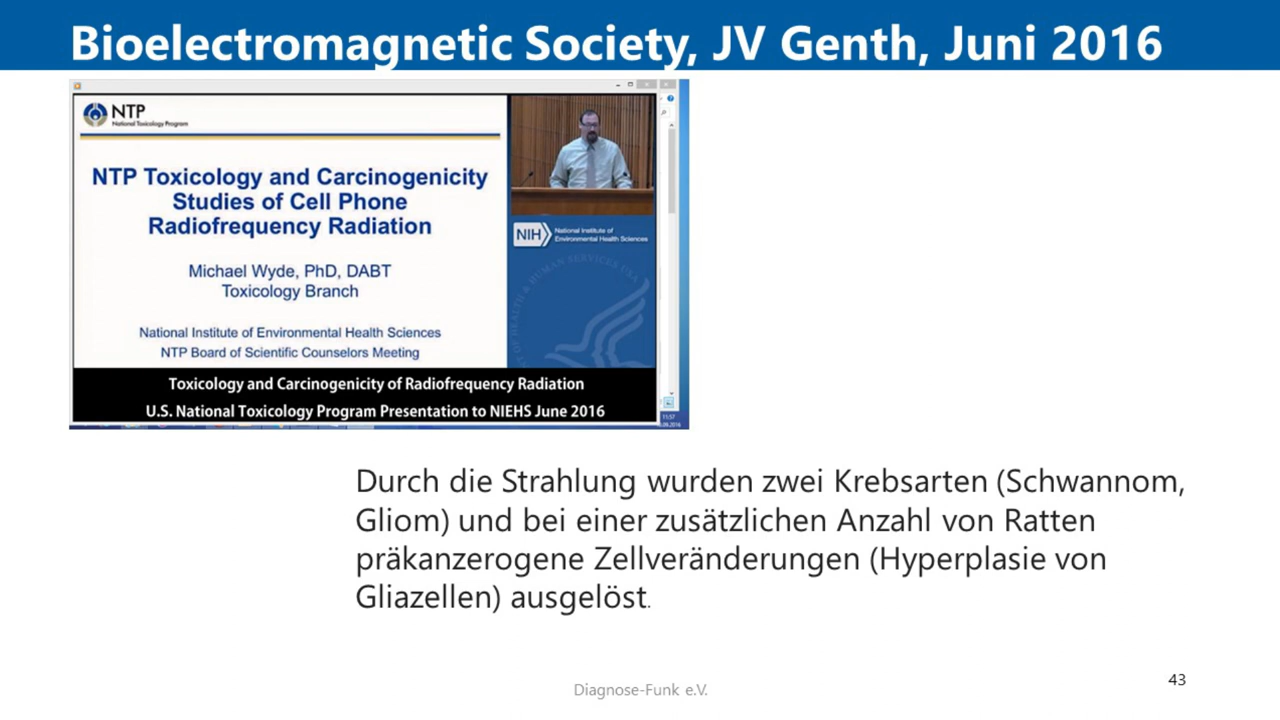 Bioelectromagnetic Society, JV Genth, Juni 2016
NTP
National Toxicology Program
NTP Toxicology and Carcinogenicity
Studies of Cell Phone
Radiofrequency Radiation
Michael Wyde, PhD, DABT
Toxicology Branch
National Institute of Environmental Health Sciences
NTP Board of Scientific Counselors Meeting
NIH
National Institute of
Environmental Health Sciences
Toxicology and Carcinogenicity of Radiofrequency Radiation
U.S. National Toxicology Program Presentation to NIEHS June 2016
11:57
Durch die Strahlung wurden zwei Krebsarten (Schwannom,
Gliom) und bei einer zusätzlichen Anzahl von Ratten
präkanzerogene Zellveränderungen (Hyperplasie von
Gliazellen) ausgelöst.
Diagnose-Funk e.V.
43